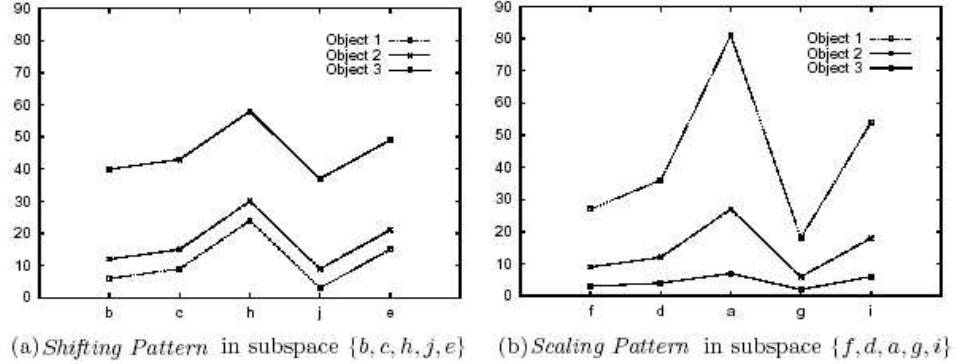 90
80
70
60
50
40
30
20
10
0
Object 1
Object 2
Object 3
b c h j e
(a) Shifting Pattern in subspace {b, c, h, j, e}
90
80
70
60
50
40
30
20
10
0
Object 1
Object 2
Object 3
f d a g i
(b) Scaling Pattern in subspace {f, d, a, g, i}